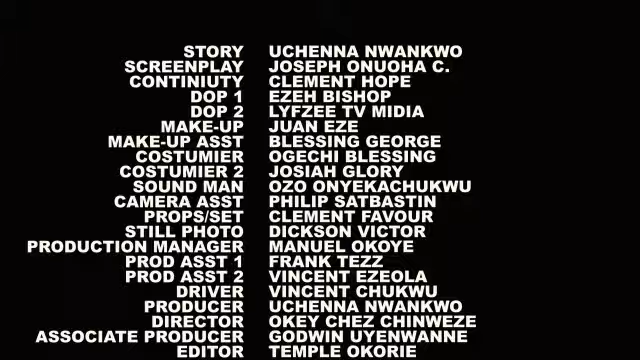 STORY UCHENNA NWANKWO
SCREENPLAY JOSEPH ONUOHA C.
CONTINIUTY CLEMENT HOPE
DOP 1 EZEH BISHOP
DOP 2 LYFZEE TV MIDIA
MAKE-UP JUAN EZE
MAKE-UP ASST BLESSING GEORGE
COSTUMIER OGECHI BLESSING
COSTUMIER 2 JOSIAH GLORY
SOUND MAN OZO ONYEKACHUKWU
CAMERA ASST PHILIP SATBASTIN
PROPS/SET CLEMENT FAVOUR
STILL PHOTO DICKSON VICTOR
PRODUCTION MANAGER MANUEL OKOYE
PROD ASST 1 FRANK TEZZ
PROD ASST 2 VINCENT EZEOLA
DRIVER VINCENT CHUKWU
PRODUCER UCHENNA NWANKWO
DIRECTOR OKEY CHEZ CHINWEZE
ASSOCIATE PRODUCER GODWIN UYENWANNE
EDITOR TEMPLE OKORIE